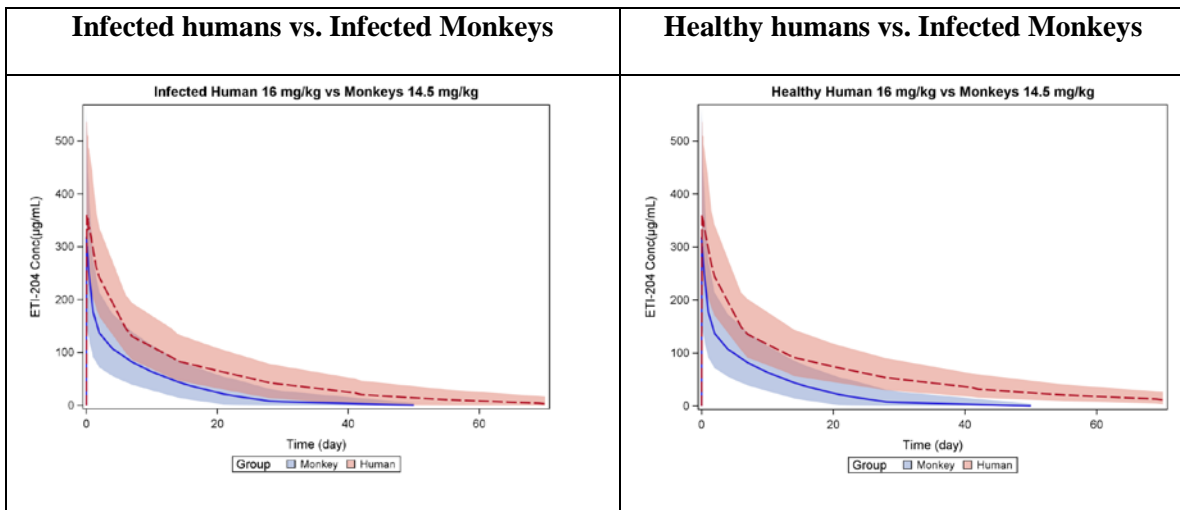 Infected humans vs. Infected Monkeys
Healthy humans vs. Infected Monkeys
Infected Human 16 mg/kg vs Monkeys 14.5 mg/kg
500
400
300
200
100
0
ETI-204 Conc(µg/mL)
0 20 40 60
Time (day)
Group Monkey Human
Healthy Human 16 mg/kg vs Monkeys 14.5 mg/kg
500
400
300
200
100
0
ETI-204 Conc(µg/mL)
0 20 40 60
Time (day)
Group Monkey Human